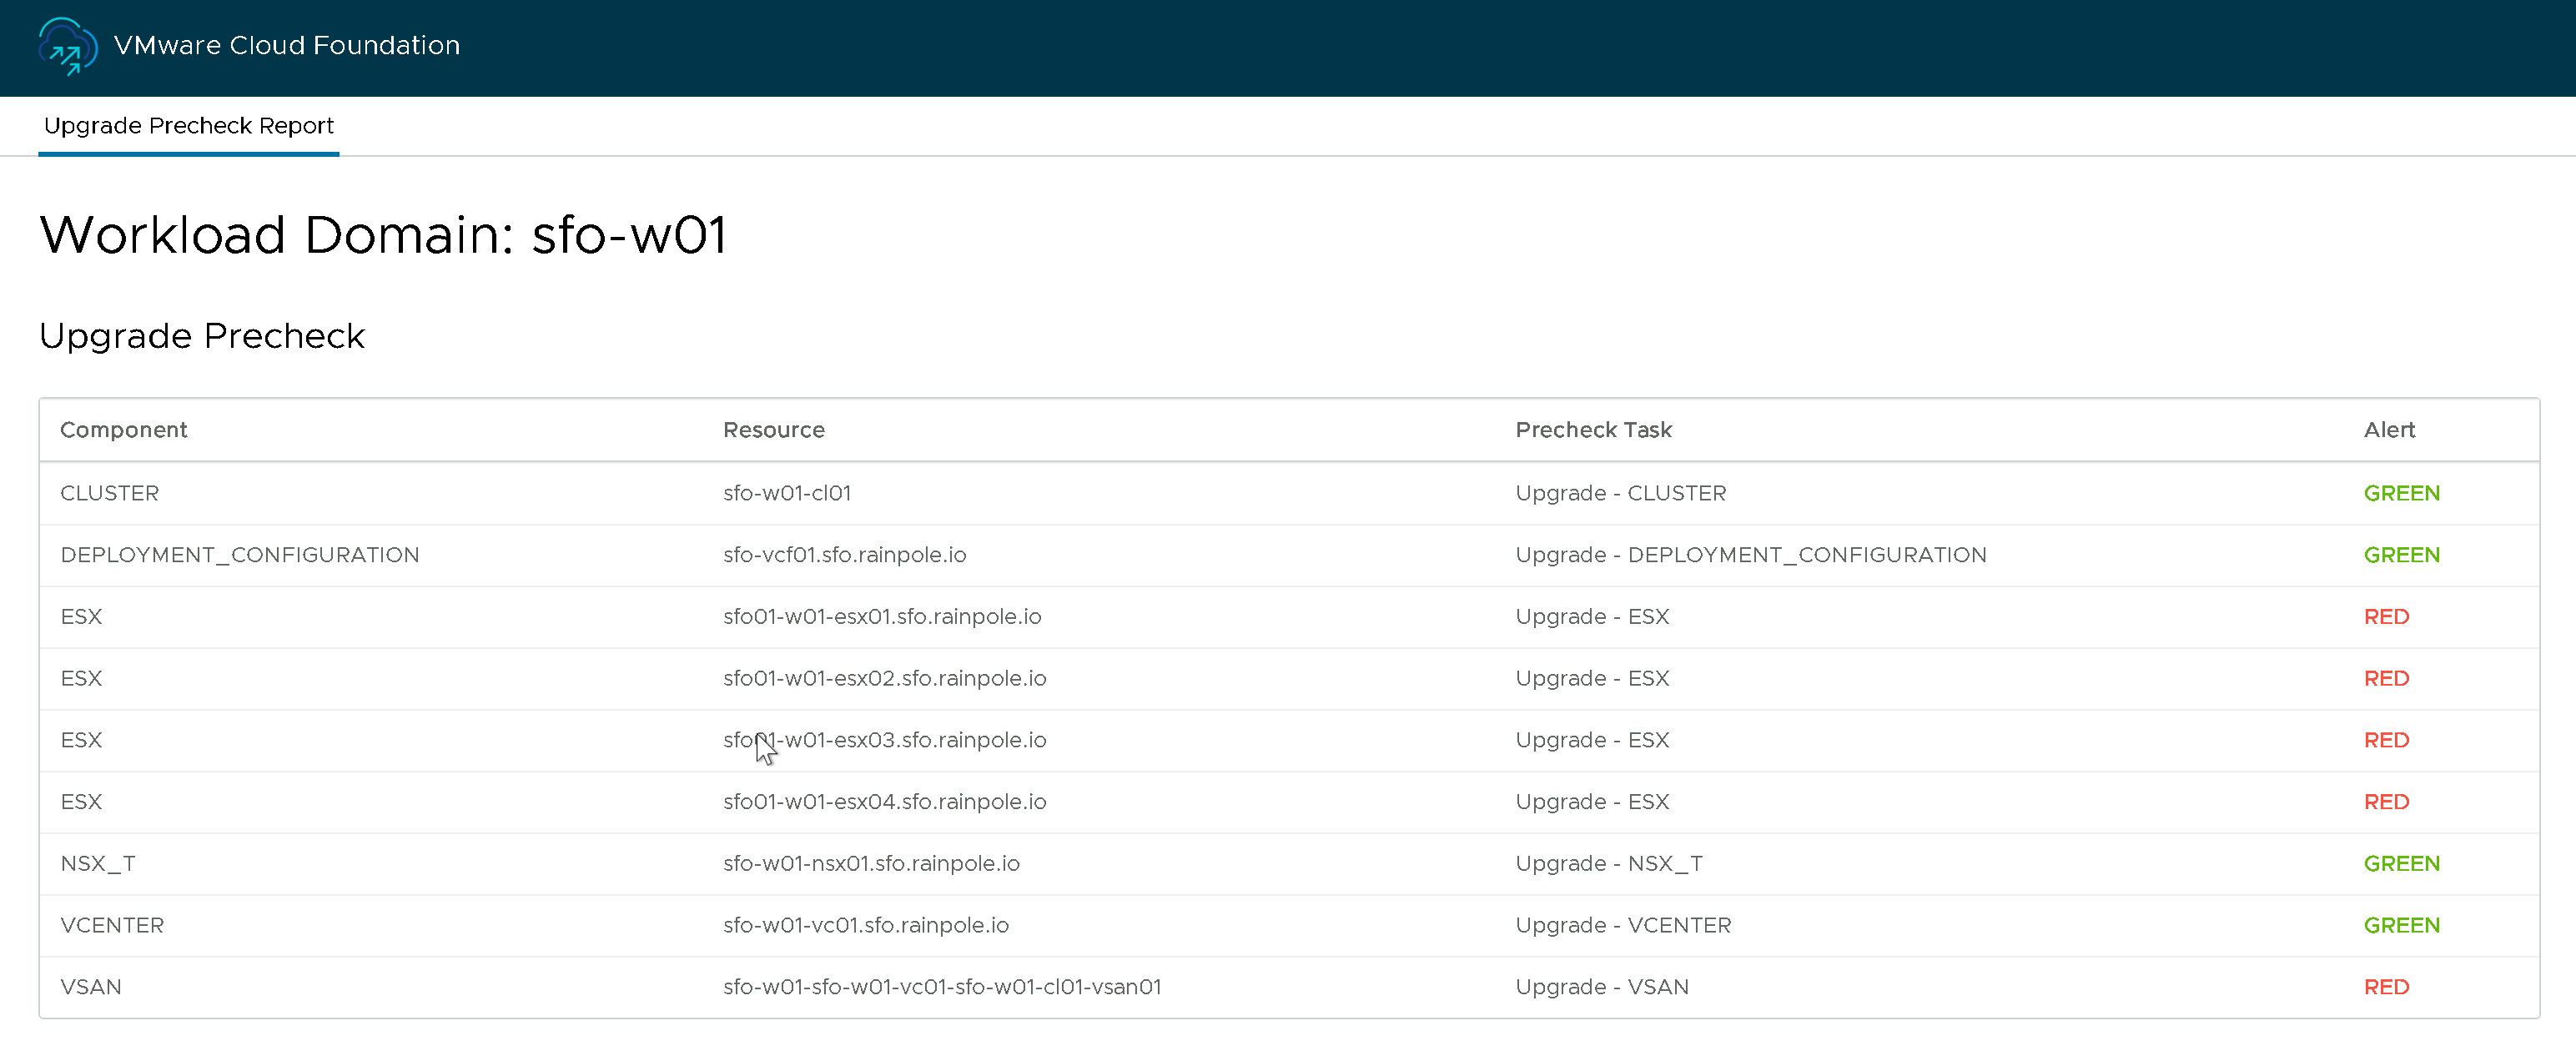 VMware Cloud Foundation
Upgrade Precheck Report
Workload Domain: sfo-w01
Upgrade Precheck
Component Resource Precheck Task Alert
CLUSTER sfo-w01-cl01 Upgrade - CLUSTER GREEN
DEPLOYMENT_CONFIGURATION sfo-vcf01.sfo.rainpole.io Upgrade - DEPLOYMENT_CONFIGURATION GREEN
ESX sfo01-w01-esx01.sfo.rainpole.io Upgrade - ESX RED
ESX sfo01-w01-esx02.sfo.rainpole.io Upgrade - ESX RED
ESX sfo01-w01-esx03.sfo.rainpole.io Upgrade - ESX RED
ESX sfo01-w01-esx04.sfo.rainpole.io Upgrade - ESX RED
NSX_T sfo-w01-nsx01.sfo.rainpole.io Upgrade - NSX_T GREEN
VCENTER sfo-w01-vc01.sfo.rainpole.io Upgrade - VCENTER GREEN
VSAN sfo-w01-sfo-w01-vc01-sfo-w01-cl01-vsan01 Upgrade - VSAN RED